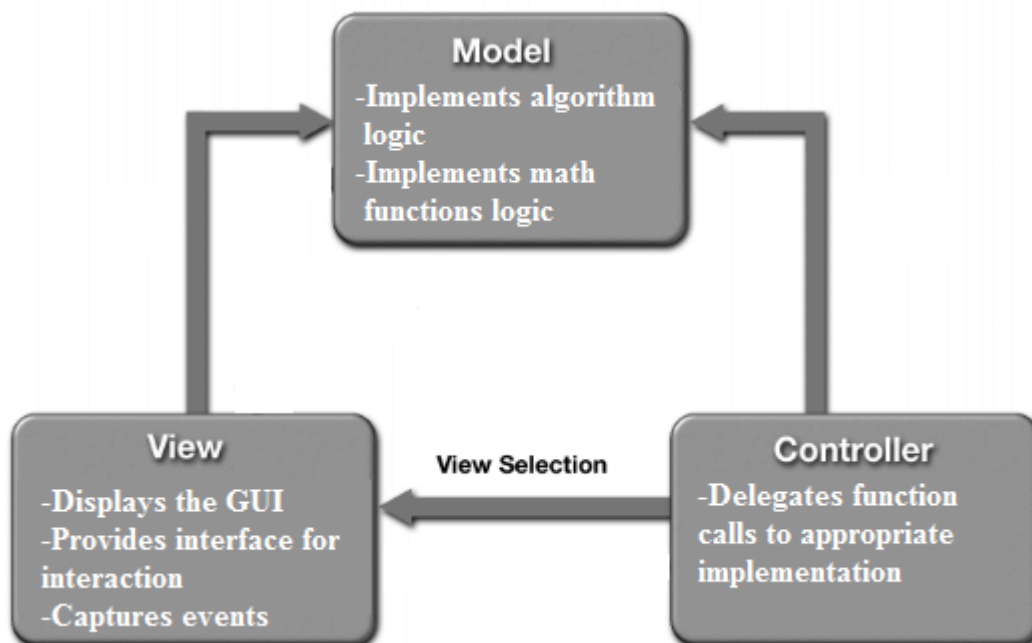 Model
-Implements algorithm
logic
-Implements math
functions logic
View
-Displays the GUI
-Provides interface for
interaction
-Captures events
View Selection
Controller
-Delegates function
calls to appropriate
implementation